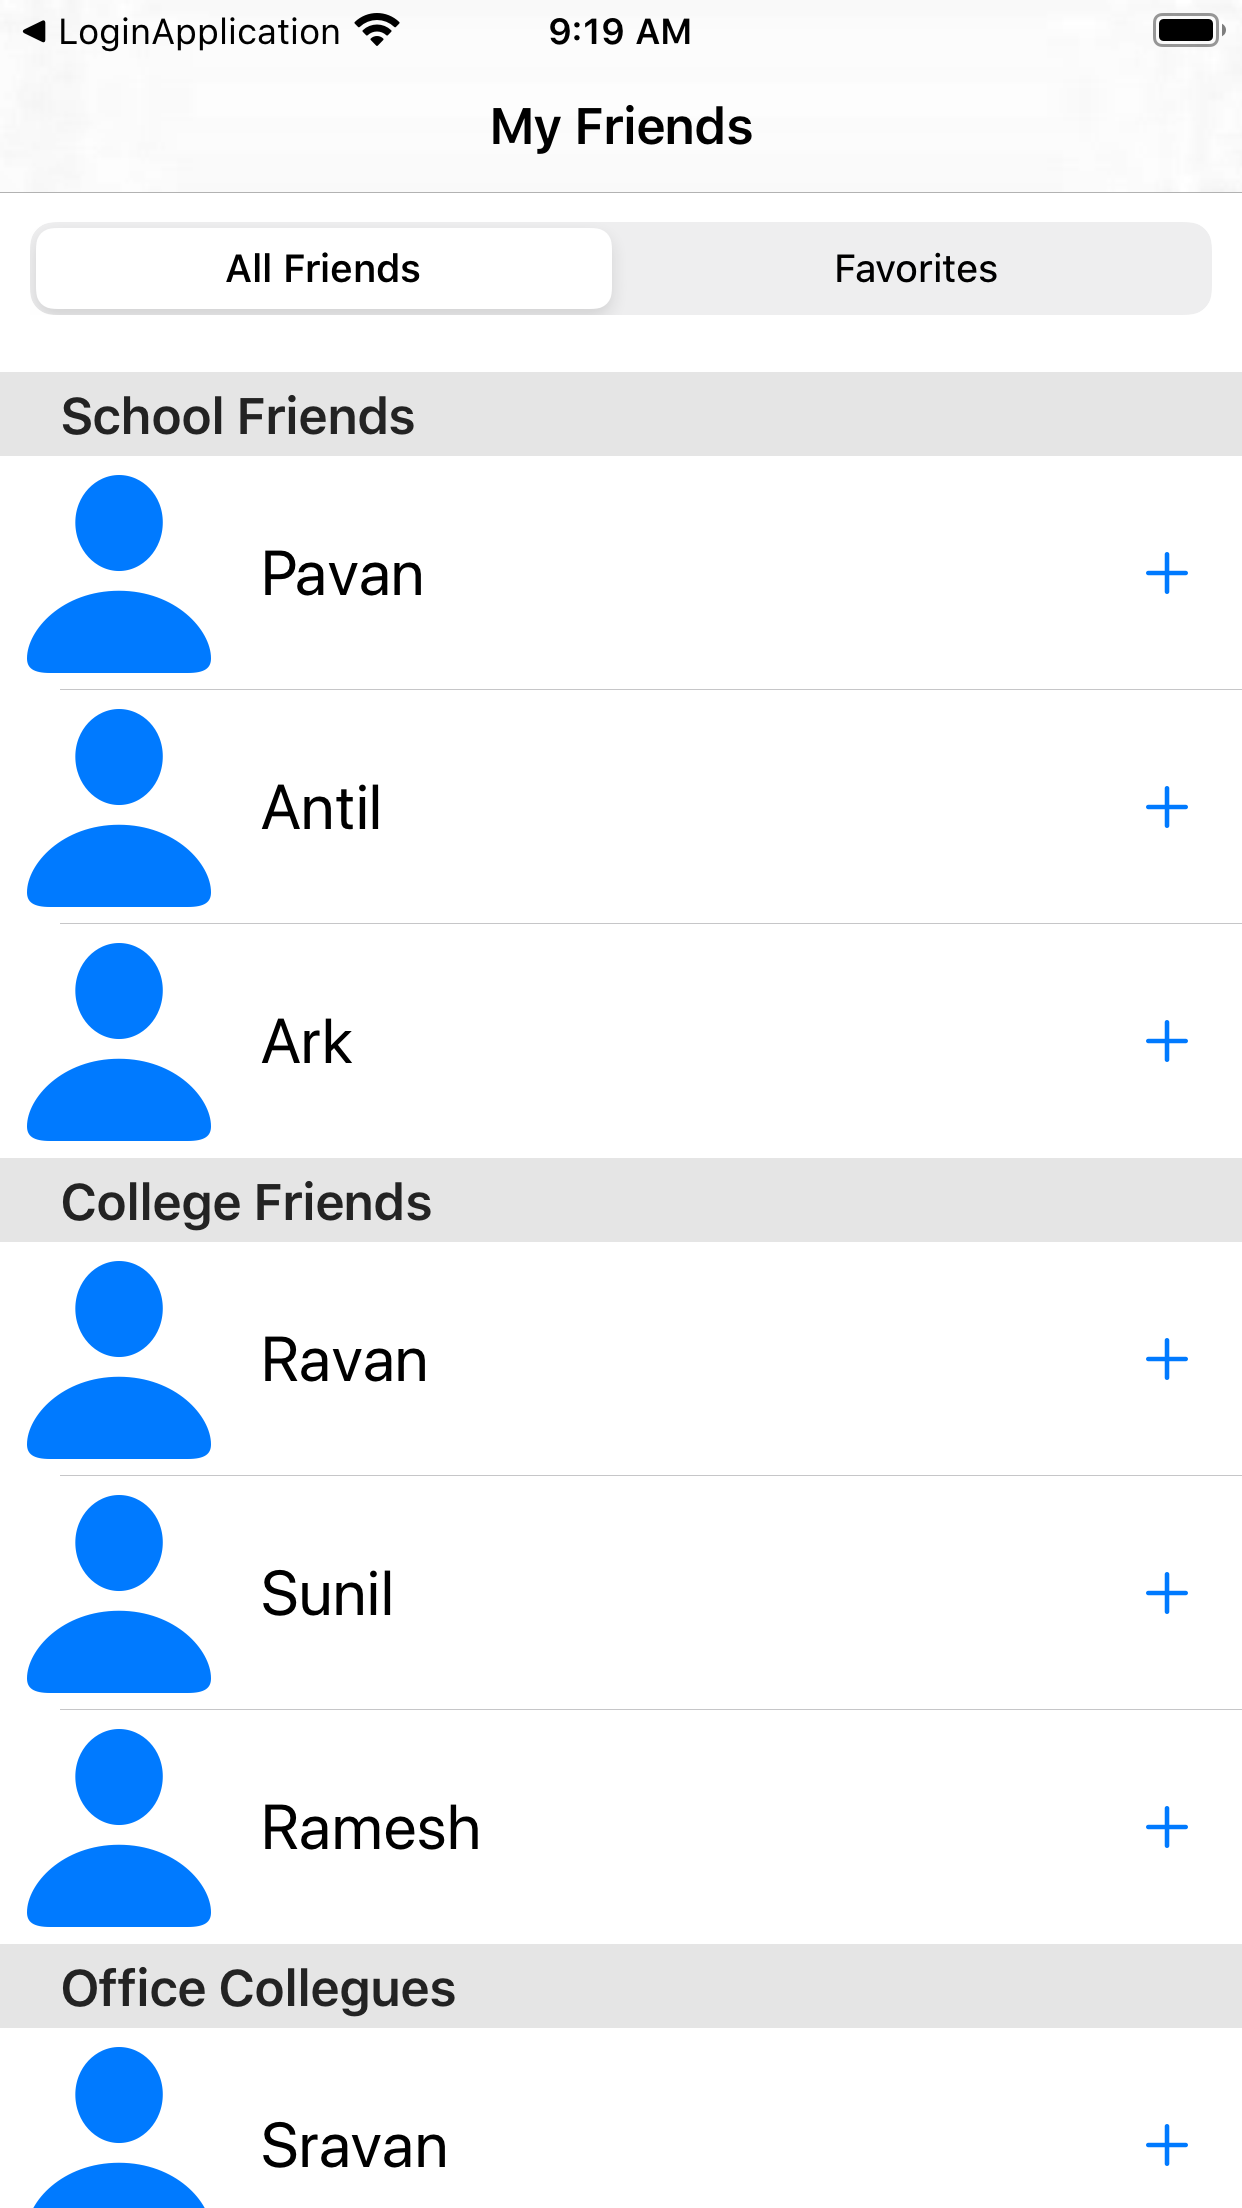 LoginApplication
9:19 AM
My Friends
All Friends
Favorites
School Friends
Pavan
Antil
Ark
College Friends
Ravan
Sunil
Ramesh
Office Collegues
Sravan